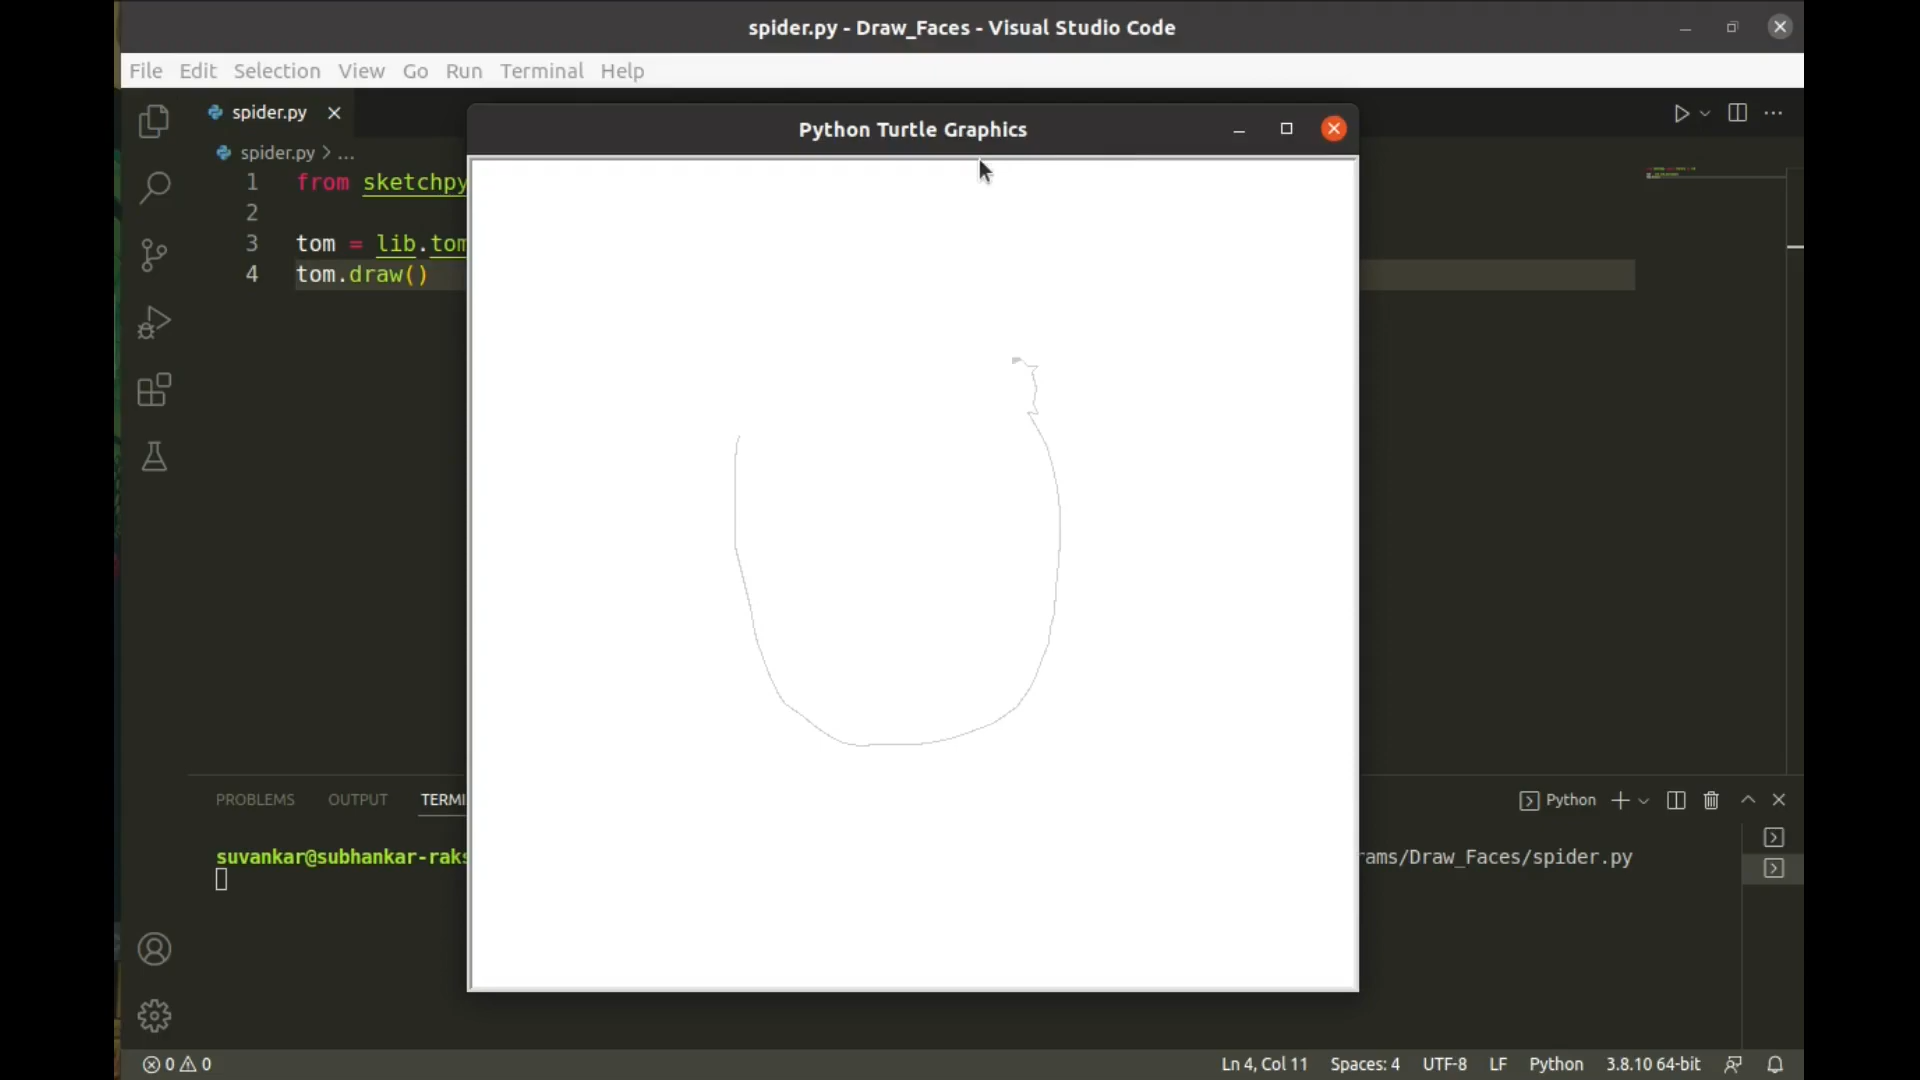 spider.py - Draw_Faces - Visual Studio Code
File Edit Selection View Go Run Terminal Help
spider.py
Python Turtle Graphics
spider.py > ...
1 from sketchpy
2
3 tom = lib.tom
4 tom.draw()
PROBLEMS OUTPUT TERMI
Python
suvankar@subhankar-raks rams/Draw_Faces/spider.py
0 0 Ln 4, Col 11 Spaces: 4 UTF-8 LF Python 3.8.10 64-bit